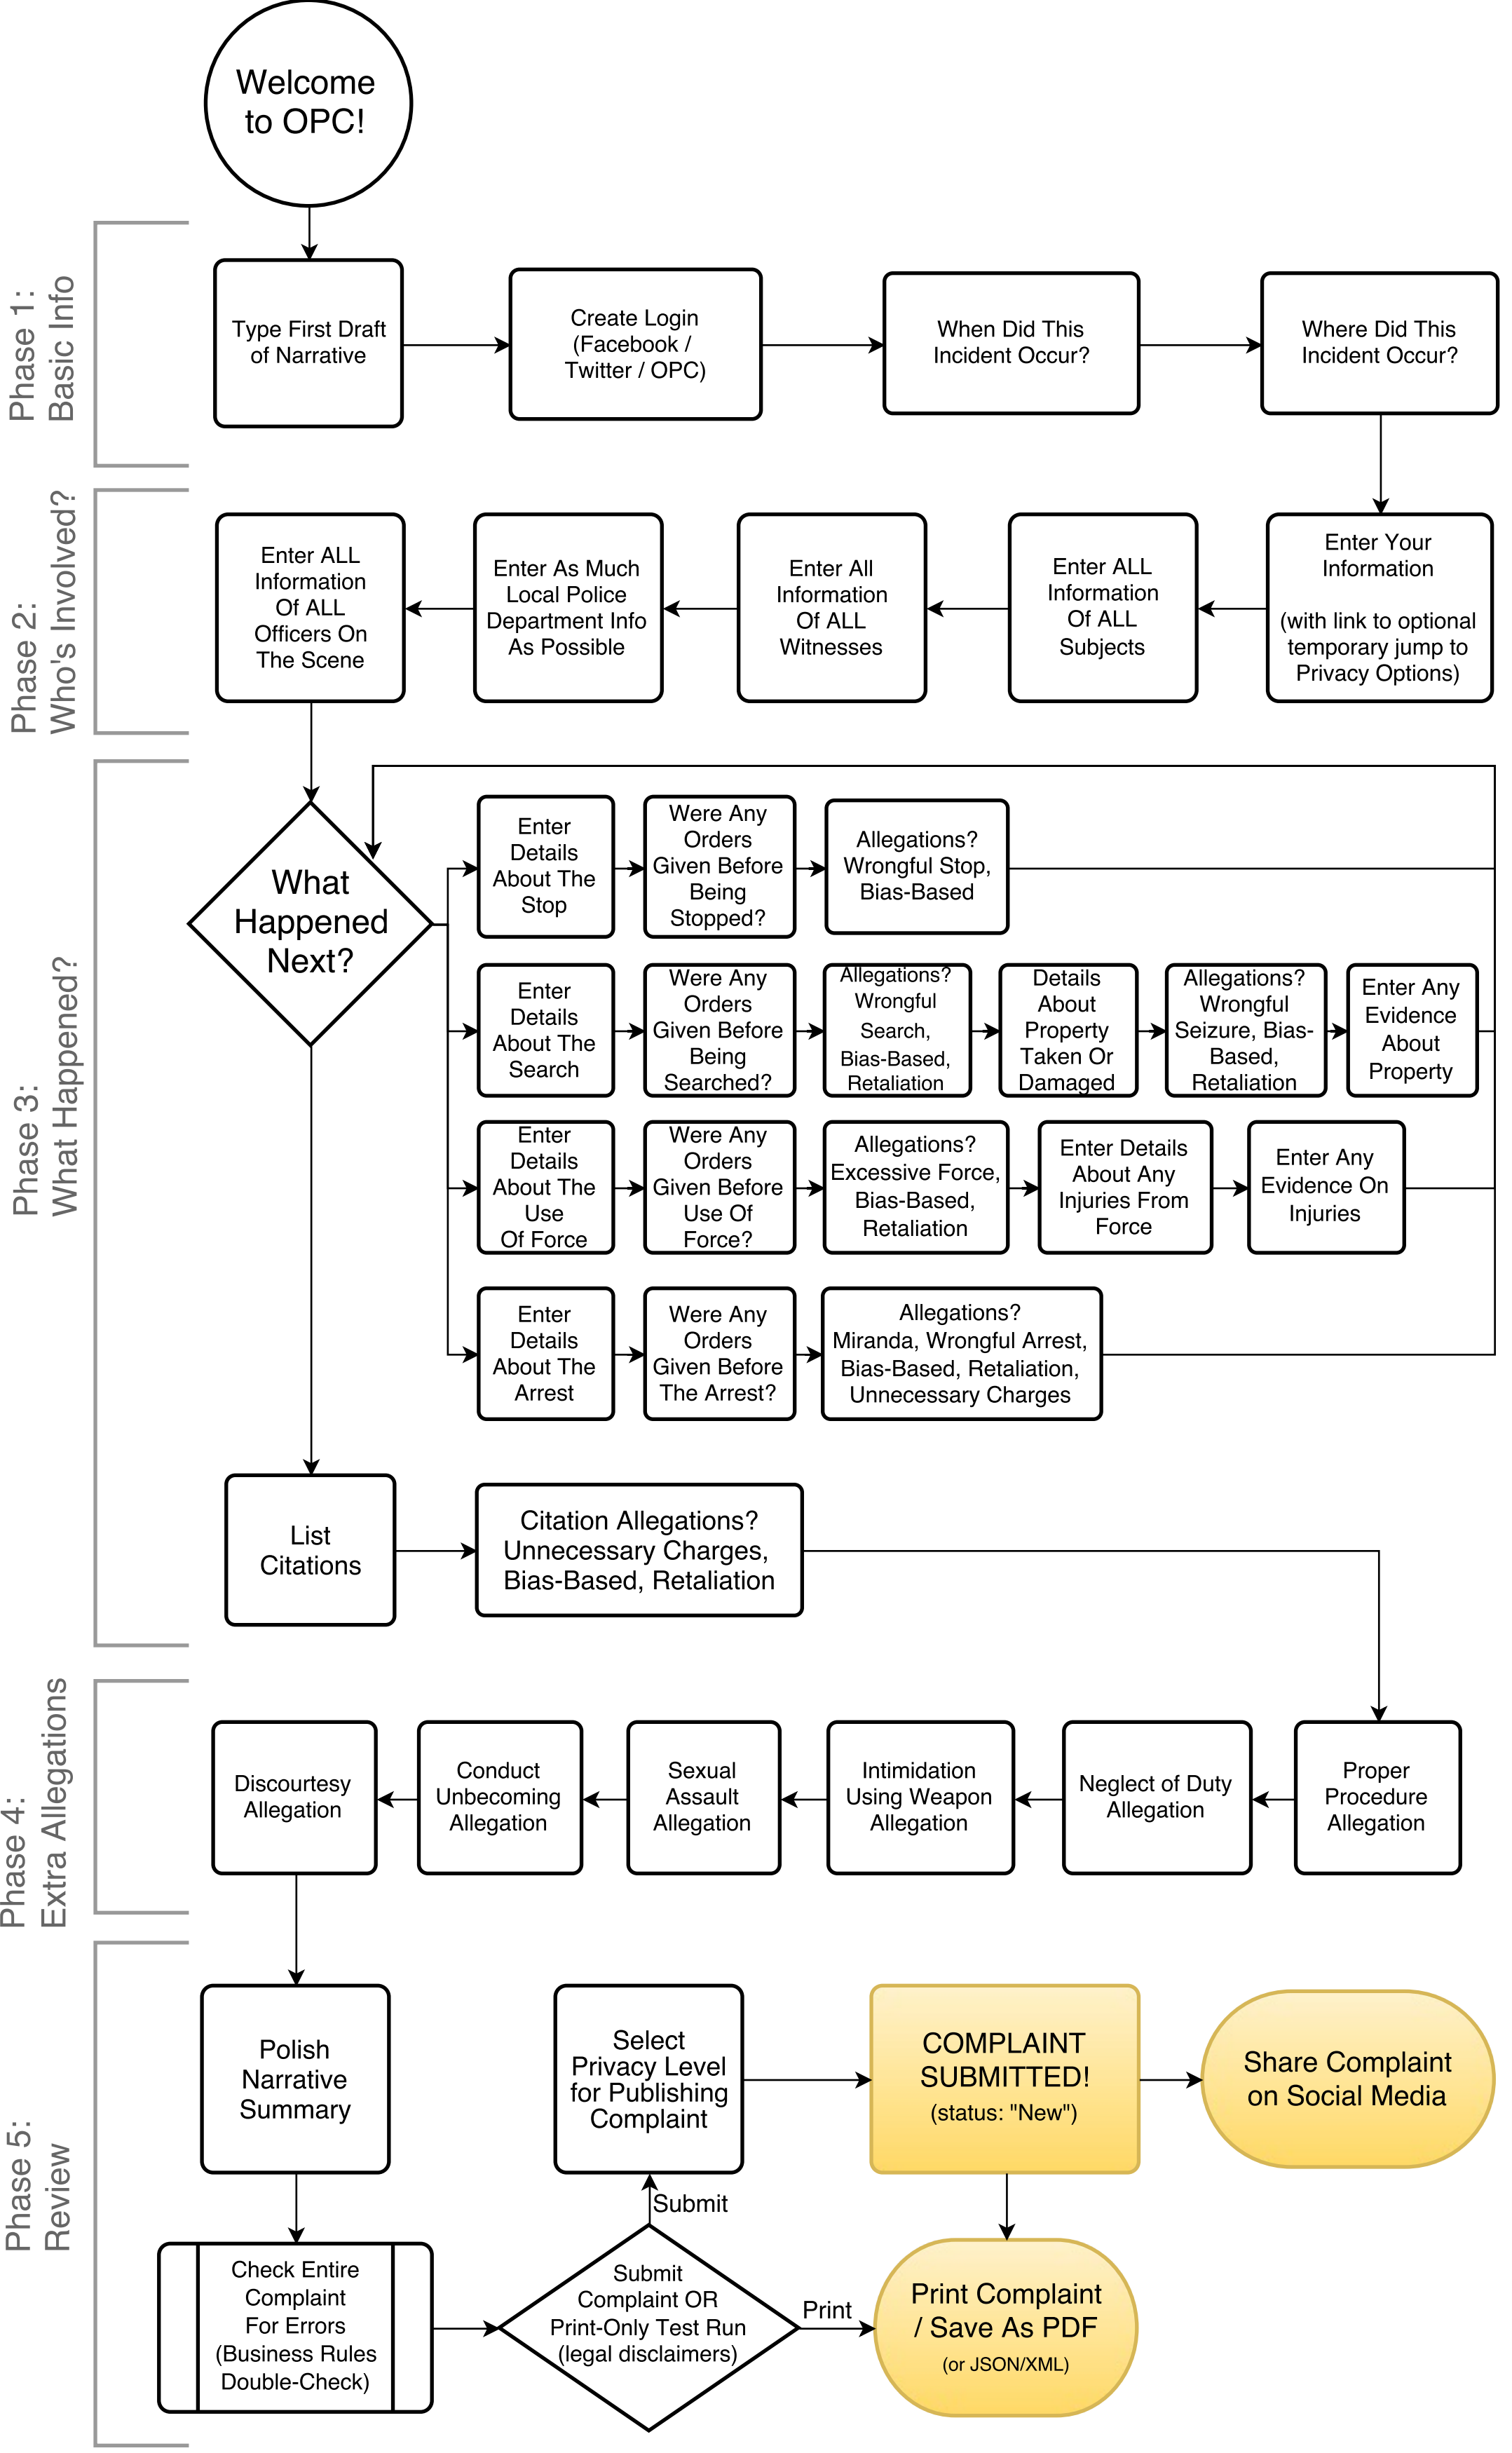 Welcome
to OPC!
Phase 1:
Basic Info
Type First Draft
of Narrative
Create Login
(Facebook /
Twitter / OPC)
When Did This
Incident Occur?
Where Did This
Incident Occur?
Phase 2:
Who's Involved?
Enter ALL
Information
Of ALL
Officers On
The Scene
Enter As Much
Local Police
Department Info
As Possible
Enter All
Information
Of ALL
Witnesses
Enter ALL
Information
Of ALL
Subjects
Enter Your
Information
(with link to optional
temporary jump to
Privacy Options)
Phase 3:
What Happened?
What
Happened
Next?
Enter
Details
About The
Stop
Were Any
Orders
Given Before
Being
Stopped?
Allegations?
Wrongful Stop,
Bias-Based
Enter
Details
About The
Search
Were Any
Orders
Given Before
Being
Searched?
Allegations?
Wrongful
Search,
Bias-Based,
Retaliation
Details
About
Property
Taken Or
Damaged
Allegations?
Wrongful
Seizure, Bias-
Based,
Retaliation
Enter Any
Evidence
About
Property
Enter
Details
About The
Use
Of Force
Were Any
Orders
Given Before
Use Of
Force?
Allegations?
Excessive Force,
Bias-Based,
Retaliation
Enter Details
About Any
Injuries From
Force
Enter Any
Evidence On
Injuries
Enter
Details
About The
Arrest
Were Any
Orders
Given Before
The Arrest?
Allegations?
Miranda, Wrongful Arrest,
Bias-Based, Retaliation,
Unnecessary Charges
List
Citations
Citation Allegations?
Unnecessary Charges,
Bias-Based, Retaliation
Phase 4:
Extra Allegations
Discourtesy
Allegation
Conduct
Unbecoming
Allegation
Sexual
Assault
Allegation
Intimidation
Using Weapon
Allegation
Neglect of Duty
Allegation
Proper
Procedure
Allegation
Phase 5:
Review
Polish
Narrative
Summary
Select
Privacy Level
for Publishing
Complaint
COMPLAINT
SUBMITTED!
(status: "New")
Share Complaint
on Social Media
Submit
Check Entire
Complaint
For Errors
(Business Rules
Double-Check)
Submit
Complaint OR
Print-Only Test Run
(legal disclaimers)
Print
Print Complaint
/ Save As PDF
(or JSON/XML)